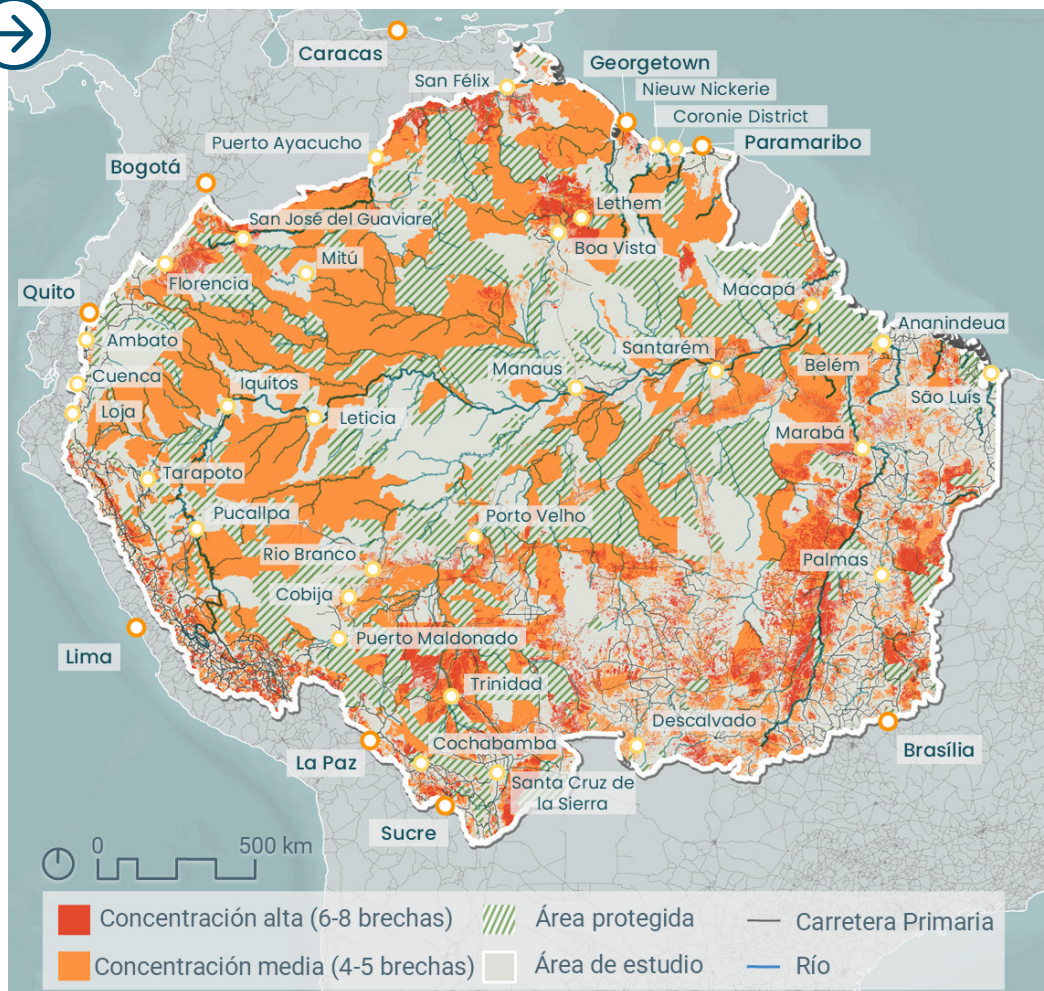 Caracas
San Félix
Georgetown
Nieuw Nickerie
Coronie District
Paramaribo
Puerto Ayacucho
Bogotá
San José del Guaviare
Lethem
Boa Vista
Mitú
Florencia
Quito
Macapá
Ananindeua
Ambato
Santarém
Belém
Manaus
Cuenca
Iquitos
São Luís
Loja
Leticia
Marabá
Tarapoto
Pucallpa
Porto Velho
Rio Branco
Palmas
Cobija
Puerto Maldonado
Lima
Trinidad
Descalvado
Cochabamba
Brasília
La Paz
Santa Cruz de
la Sierra
Sucre
0 500 km
Concentración alta (6-8 brechas)
Área protegida
Carretera Primaria
Concentración media (4-5 brechas)
Área de estudio
Río